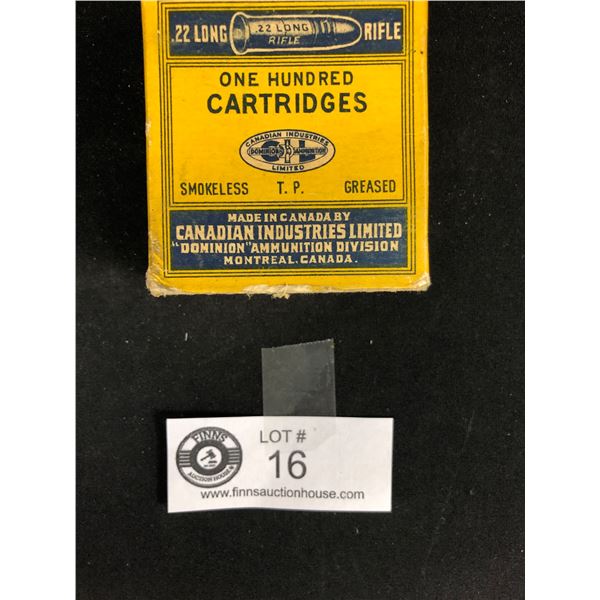 .22 LONG .22 LONG RIFLE RIFLE
ONE HUNDRED
CARTRIDGES
CANADIAN INDUSTRIES
DOMINION CIL AMMUNITION
LIMITED
SMOKELESS T. P. GREASED
MADE IN CANADA BY
CANADIAN INDUSTRIES LIMITED
"DOMINION" AMMUNITION DIVISION
MONTREAL, CANADA.
FINNS
AUCTION HOUSE
LOT #
16
www.finnsauctionhouse.com